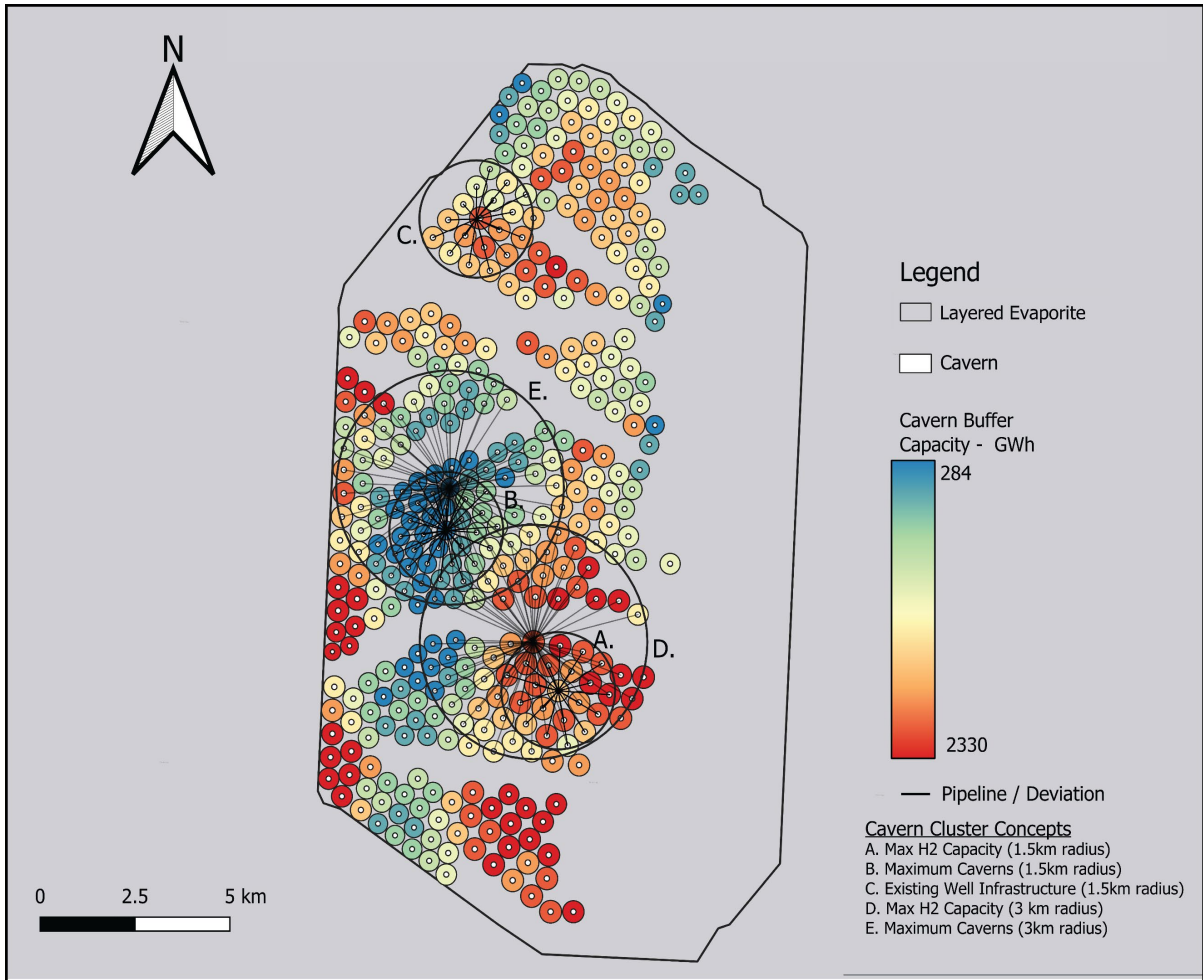 N
C.
E.
B.
A.
D.
Legend
Layered Evaporite
Cavern
Cavern Buffer
Capacity - GWh
284
2330
Pipeline / Deviation
Cavern Cluster Concepts
A. Max H2 Capacity (1.5km radius)
B. Maximum Caverns (1.5km radius)
C. Existing Well Infrastructure (1.5km radius)
D. Max H2 Capacity (3 km radius)
E. Maximum Caverns (3km radius)
0 2.5 5 km